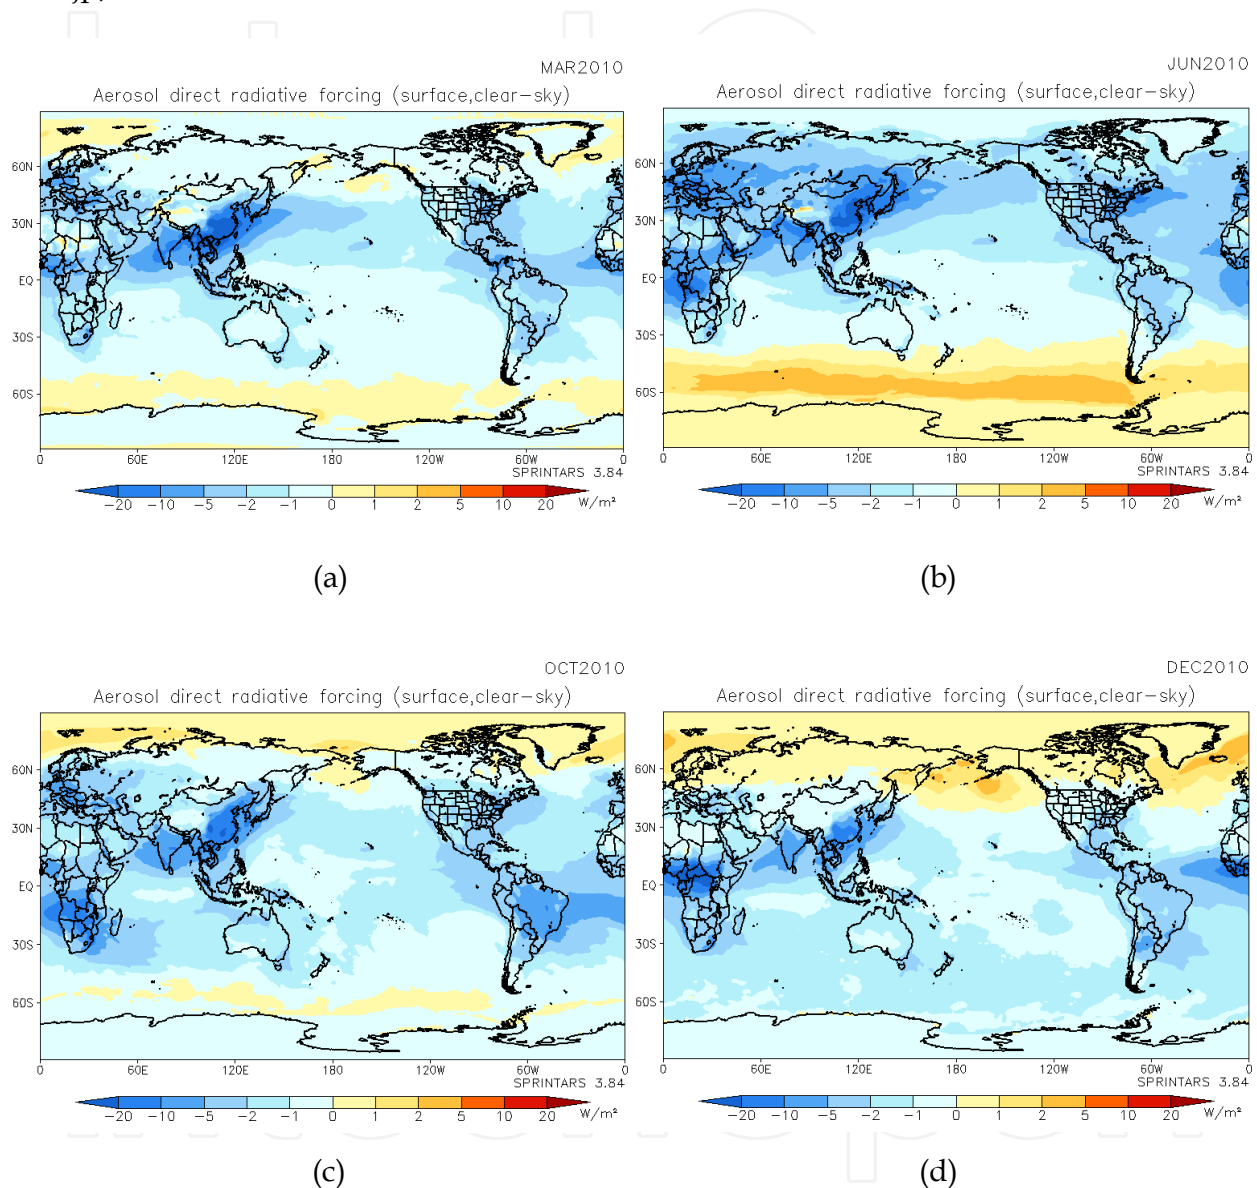 MAR2010
Aerosol direct radiative forcing (surface,clear-sky)
60N
30N
EQ
30S
60S
0 60E 120E 180 120W 60W 0
SPRINTARS 3.84
-20 -10 -5 -2 -1 0 1 2 5 10 20 W/m²
(a)
JUN2010
Aerosol direct radiative forcing (surface,clear-sky)
60N
30N
EQ
30S
60S
0 60E 120E 180 120W 60W 0
SPRINTARS 3.84
-20 -10 -5 -2 -1 0 1 2 5 10 20 W/m²
(b)
OCT2010
Aerosol direct radiative forcing (surface,clear-sky)
60N
30N
EQ
30S
60S
0 60E 120E 180 120W 60W 0
SPRINTARS 3.84
-20 -10 -5 -2 -1 0 1 2 5 10 20 W/m²
(c)
DEC2010
Aerosol direct radiative forcing (surface,clear-sky)
60N
30N
EQ
30S
60S
0 60E 120E 180 120W 60W 0
SPRINTARS 3.84
-20 -10 -5 -2 -1 0 1 2 5 10 20 W/m²
(d)